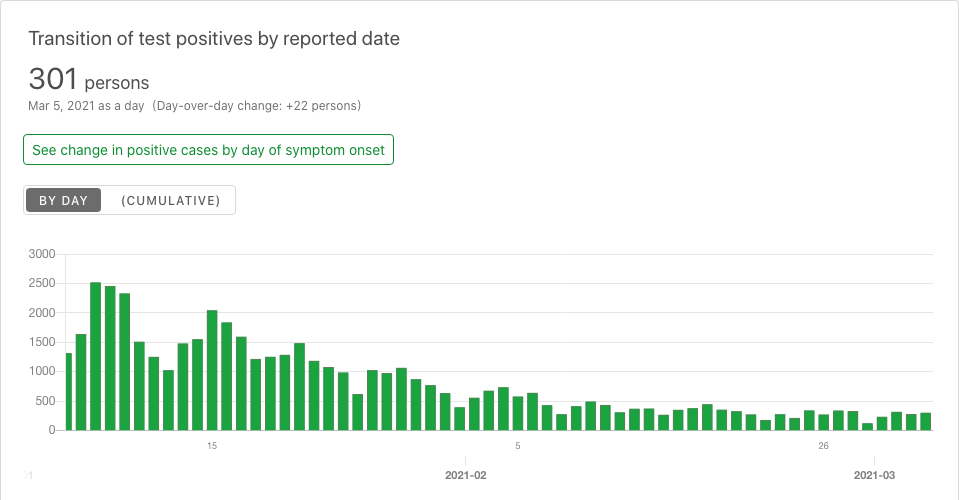 Transition of test positives by reported date
301 persons
Mar 5, 2021 as a day (Day-over-day change: +22 persons)
See change in positive cases by day of symptom onset
BY DAY (CUMULATIVE)
3000
2500
2000
1500
1000
500
0
15 5 26
2021-02 2021-03